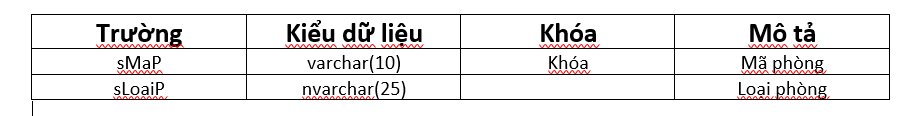 Trường Kiểu dữ liệu Khóa Mô tả
sMaP varchar(10) Khóa Mã phòng
sLoaiP nvarchar(25) Loại phòng